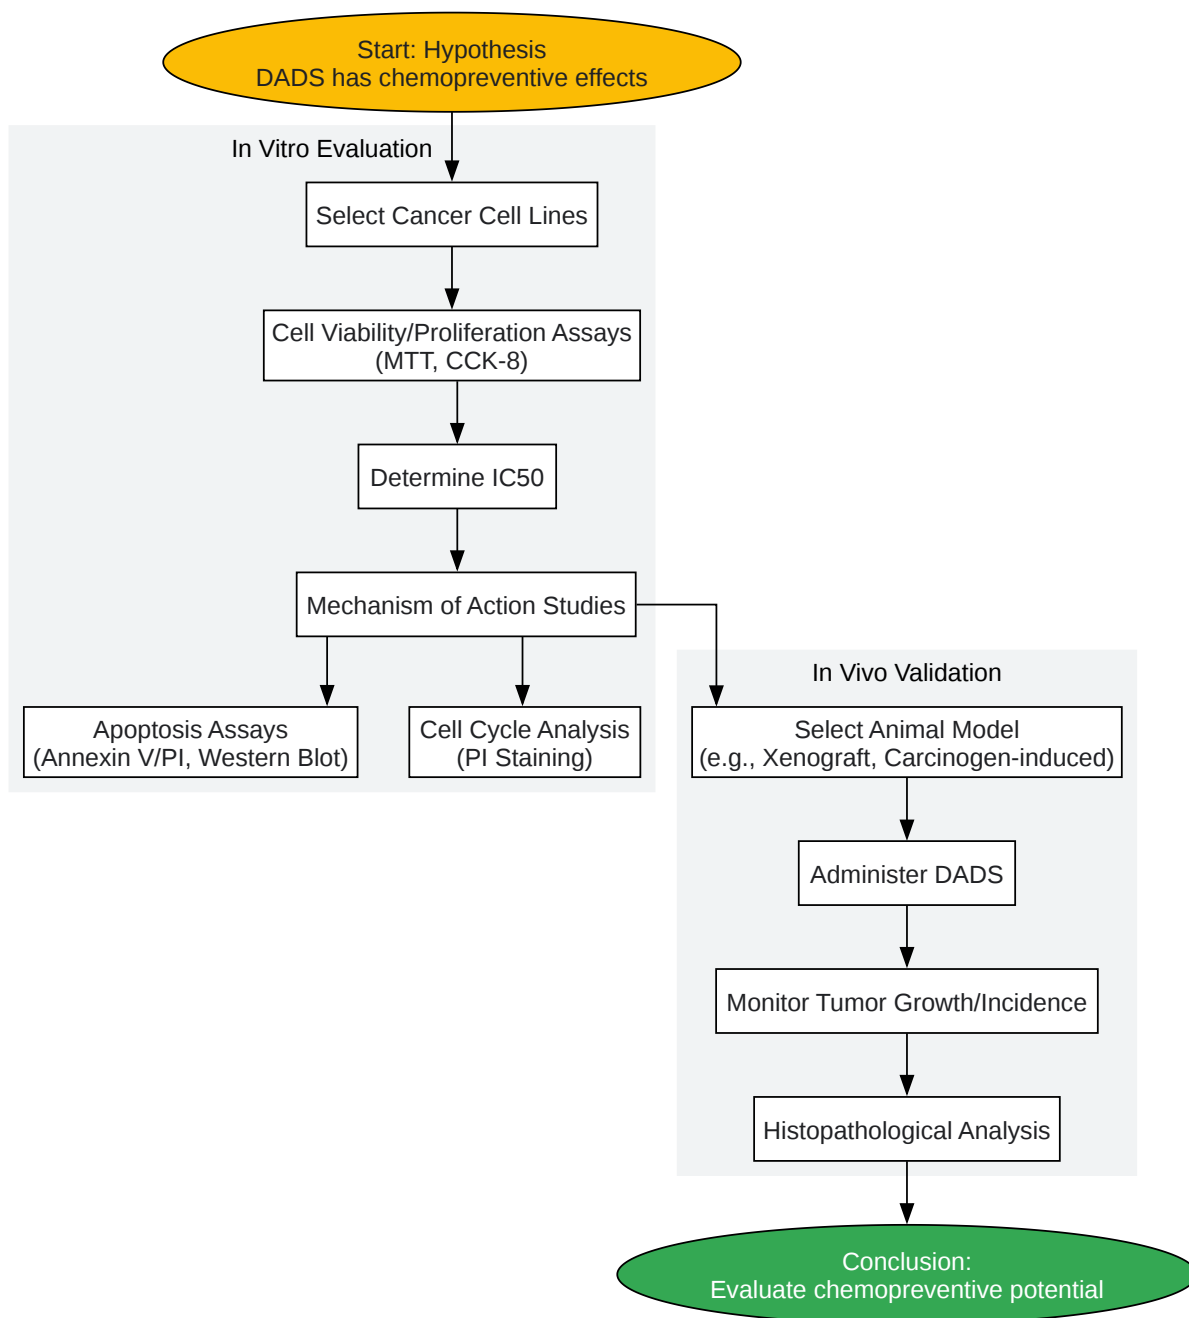 Start: Hypothesis
DADS has chemopreventive effects
In Vitro Evaluation
Select Cancer Cell Lines
Cell Viability/Proliferation Assays
(MTT, CCK-8)
Determine IC50
Mechanism of Action Studies
Apoptosis Assays
(Annexin V/PI, Western Blot)
Cell Cycle Analysis
(PI Staining)
In Vivo Validation
Select Animal Model
(e.g., Xenograft, Carcinogen-induced)
Administer DADS
Monitor Tumor Growth/Incidence
Histopathological Analysis
Conclusion:
Evaluate chemopreventive potential